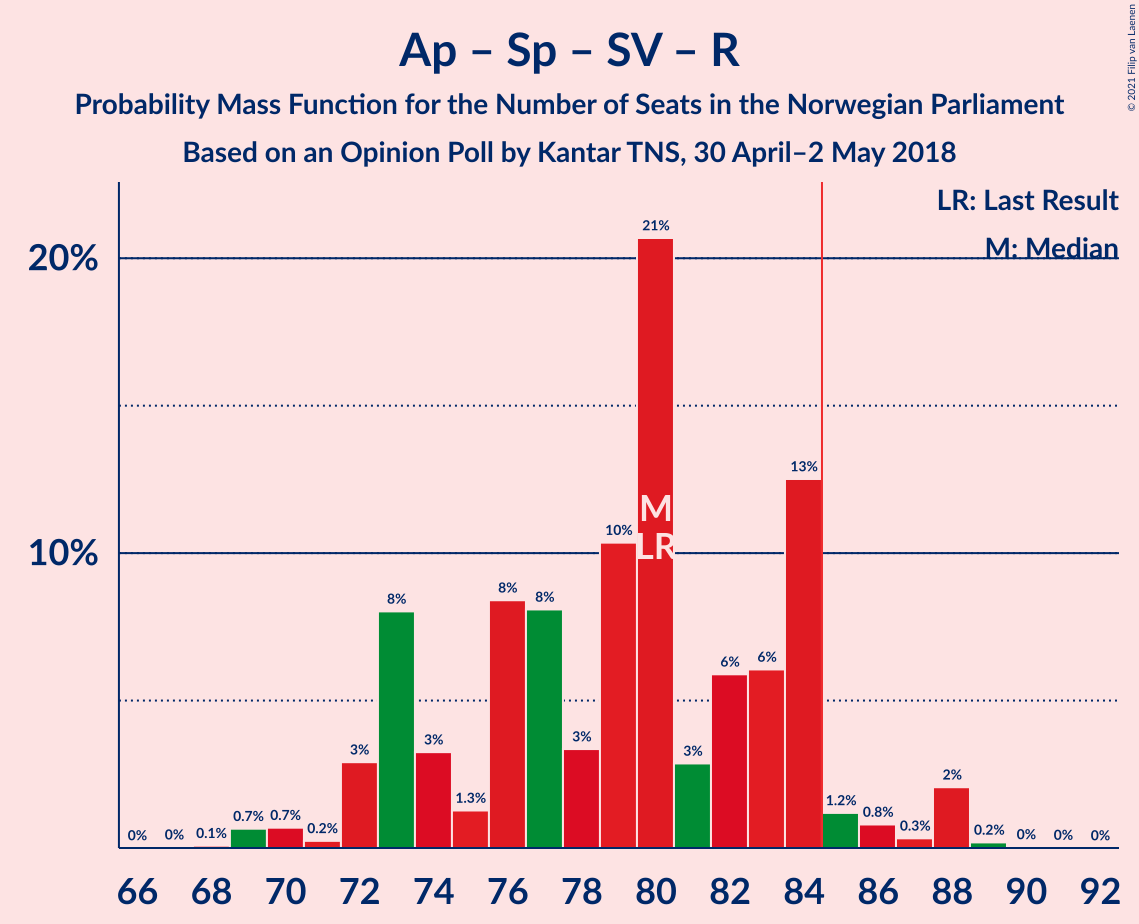 Ap – Sp – SV – R
Probability Mass Function for the Number of Seats in the Norwegian Parliament
Based on an Opinion Poll by Kantar TNS, 30 April–2 May 2018
© 2021 Filip van Laenen
LR: Last Result
M: Median
20%
10%
0% 0% 0.1% 0.7% 0.7% 0.2% 3% 8% 3% 1.3% 8% 8% 3% 10% 21% 3% 6% 6% 13% 1.2% 0.8% 0.3% 2% 0.2% 0% 0% 0%
M
LR
66 68 70 72 74 76 78 80 82 84 86 88 90 92